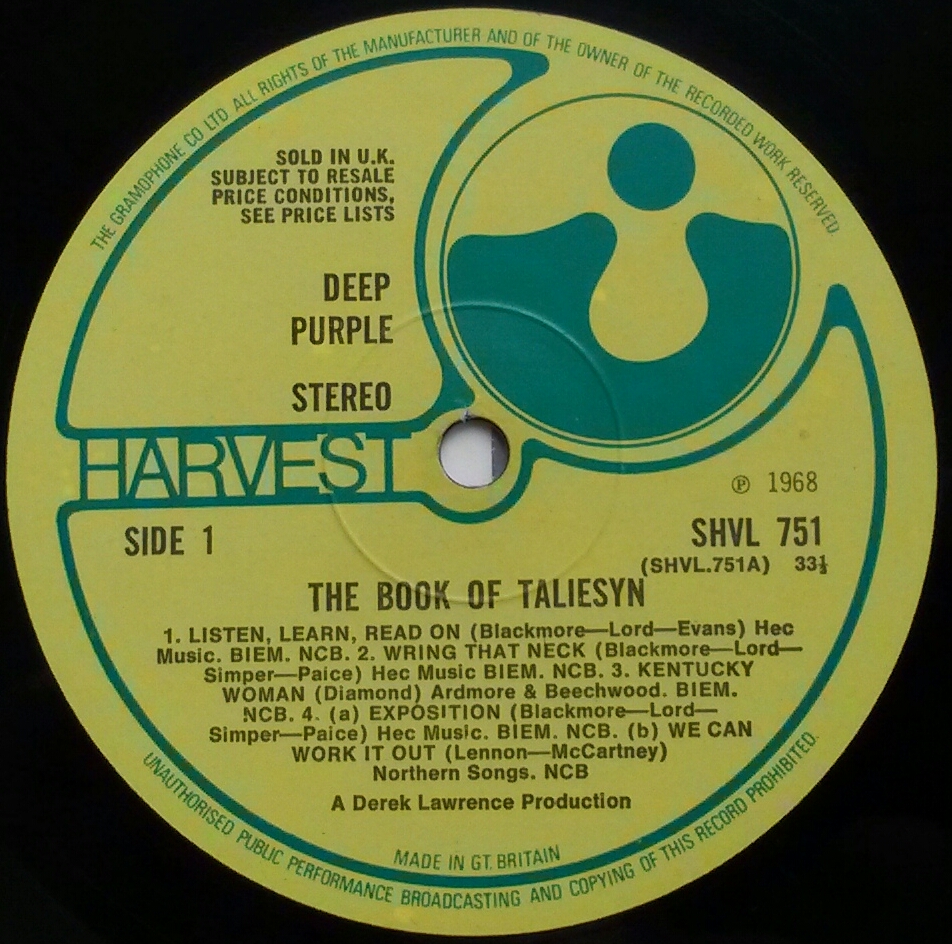 THE GRAMOPHONE CO LTD ALL RIGHTS OF THE MANUFACTURER AND OF THE OWNER OF THE RECORDED WORK RESERVED.
SOLD IN U.K.
SUBJECT TO RESALE
PRICE CONDITIONS,
SEE PRICE LISTS
DEEP
PURPLE
STEREO
HARVEST
℗ 1968
SIDE 1
SHVL 751
(SHVL.751A) 33⅓
THE BOOK OF TALIESYN
1. LISTEN, LEARN, READ ON (Blackmore—Lord—Evans) Hec
Music. BIEM. NCB. 2. WRING THAT NECK (Blackmore—Lord—
Simper—Paice) Hec Music BIEM. NCB. 3. KENTUCKY
WOMAN (Diamond) Ardmore & Beechwood. BIEM.
NCB. 4. (a) EXPOSITION (Blackmore—Lord—
Simper—Paice) Hec Music. BIEM. NCB. (b) WE CAN
WORK IT OUT (Lennon—McCartney)
Northern Songs. NCB
A Derek Lawrence Production
MADE IN GT. BRITAIN
UNAUTHORISED PUBLIC PERFORMANCE BROADCASTING AND COPYING OF THIS RECORD PROHIBITED.